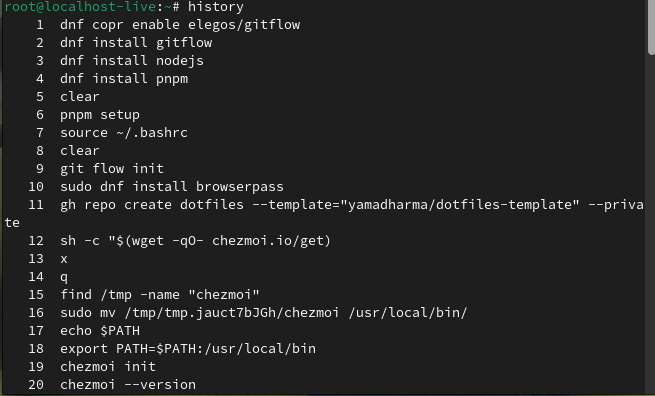 root@localhost-live:~# history
1 dnf copr enable elegos/gitflow
2 dnf install gitflow
3 dnf install nodejs
4 dnf install pnpm
5 clear
6 pnpm setup
7 source ~/.bashrc
8 clear
9 git flow init
10 sudo dnf install browserpass
11 gh repo create dotfiles --template="yamadharma/dotfiles-template" --priva
te
12 sh -c "$(wget -qO- chezmoi.io/get)
13 x
14 q
15 find /tmp -name "chezmoi"
16 sudo mv /tmp/tmp.jauct7bJGh/chezmoi /usr/local/bin/
17 echo $PATH
18 export PATH=$PATH:/usr/local/bin
19 chezmoi init
20 chezmoi --version